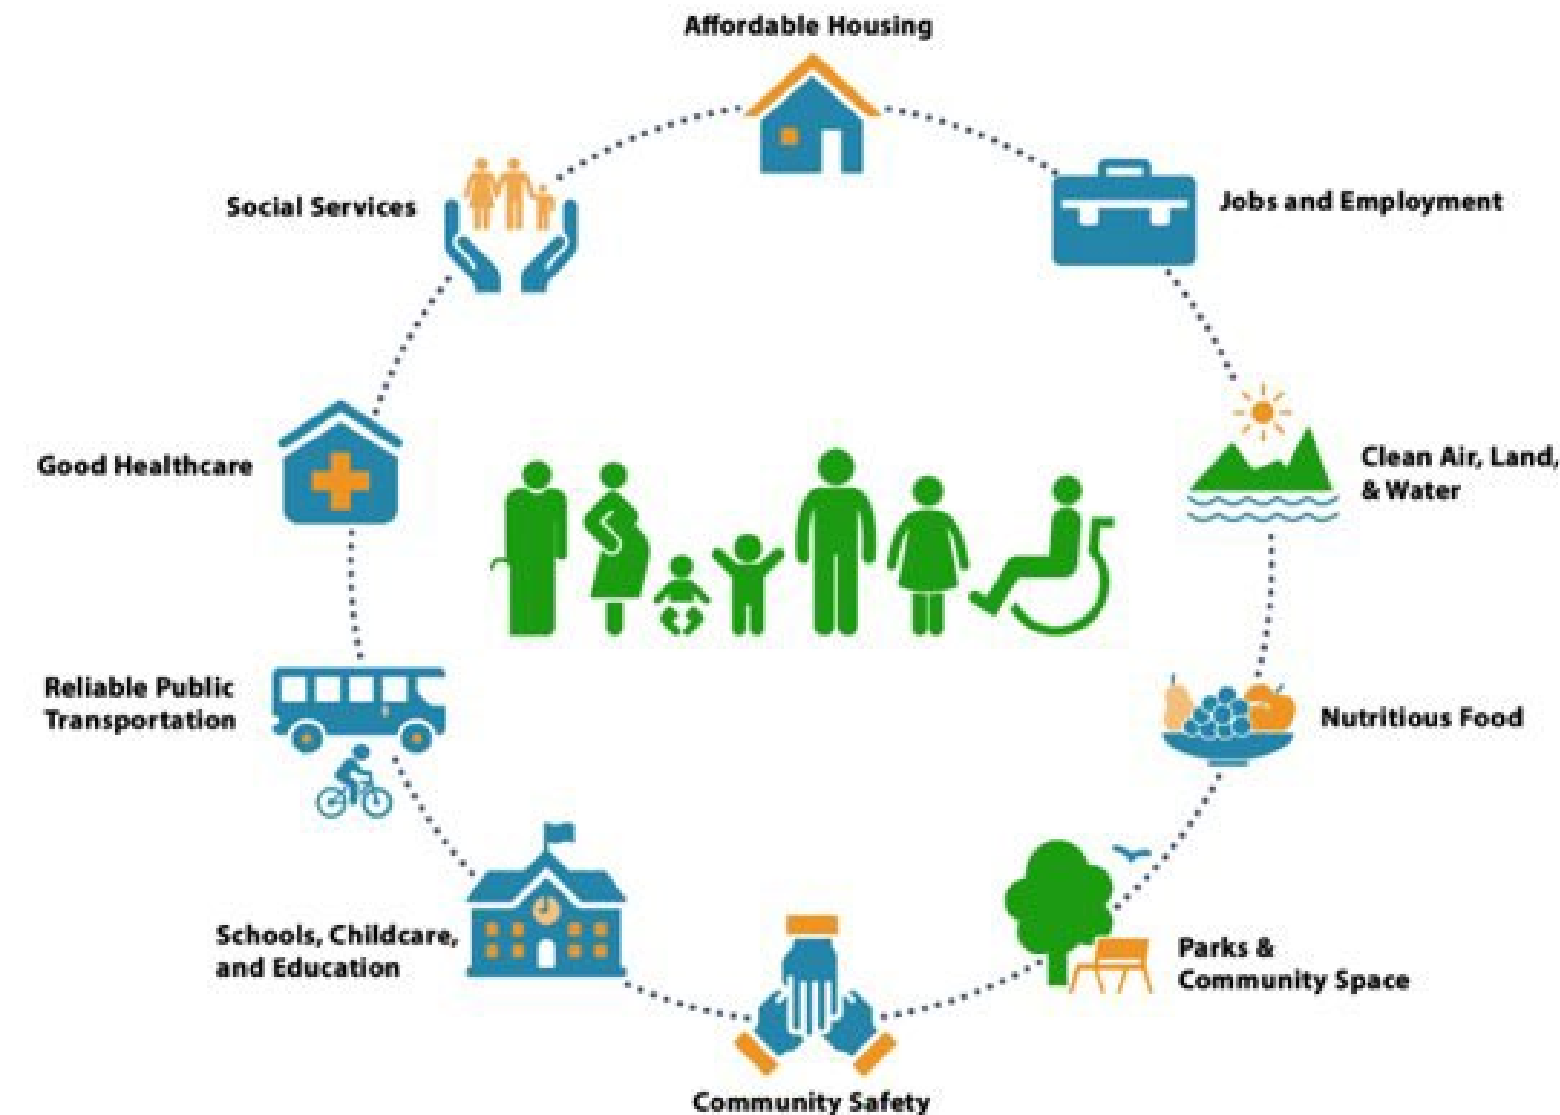 Affordable Housing
Jobs and Employment
Clean Air, Land,
& Water
Nutritious Food
Parks &
Community Space
Community Safety
Schools, Childcare,
and Education
Reliable Public
Transportation
Good Healthcare
Social Services